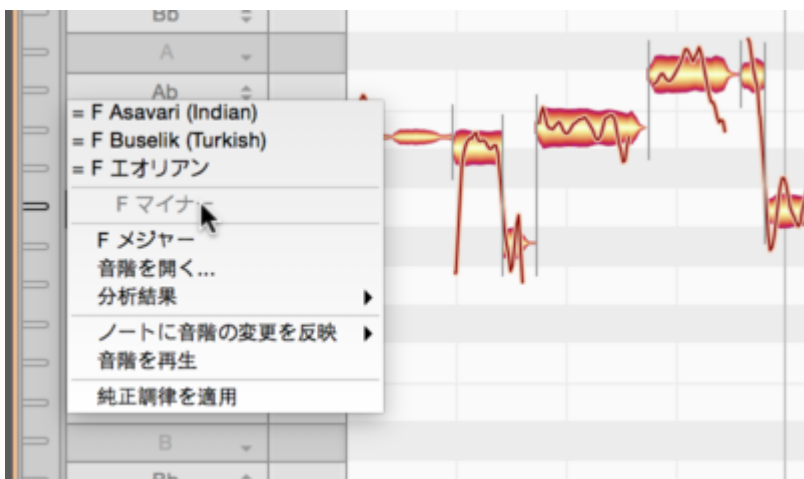 Bb
A
Ab
= F Asavari (Indian)
= F Buselik (Turkish)
= F エオリアン
F マイナー
F メジャー
音階を開く...
分析結果
ノートに音階の変更を反映
音階を再生
純正調律を適用
B
Bb